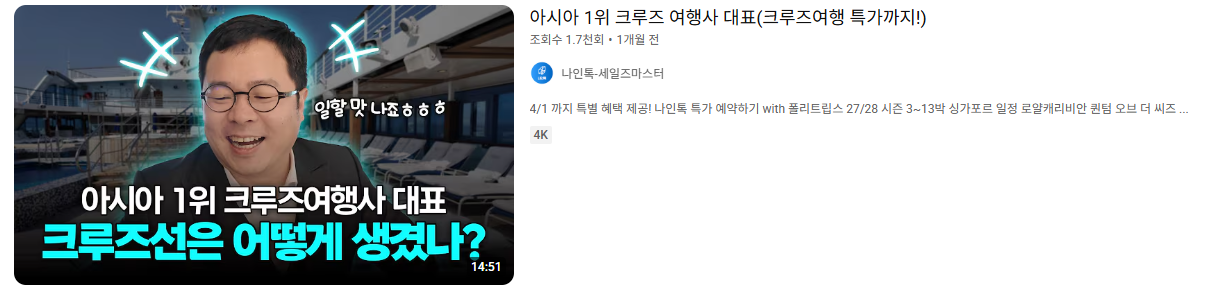 일할 맛 나죠ㅎㅎㅎ
아시아 1위 크루즈여행사 대표
크루즈선은 어떻게 생겼나?
14:51
아시아 1위 크루즈 여행사 대표(크루즈여행 특가까지!)
조회수 1.7천회 • 1개월 전
나인톡-세일즈마스터
4/1 까지 특별 혜택 제공! 나인톡 특가 예약하기 with 폴리트립스 27/28 시즌 3~13박 싱가포르 일정 로얄캐리비안 퀀텀 오브 더 씨즈 ...
4K